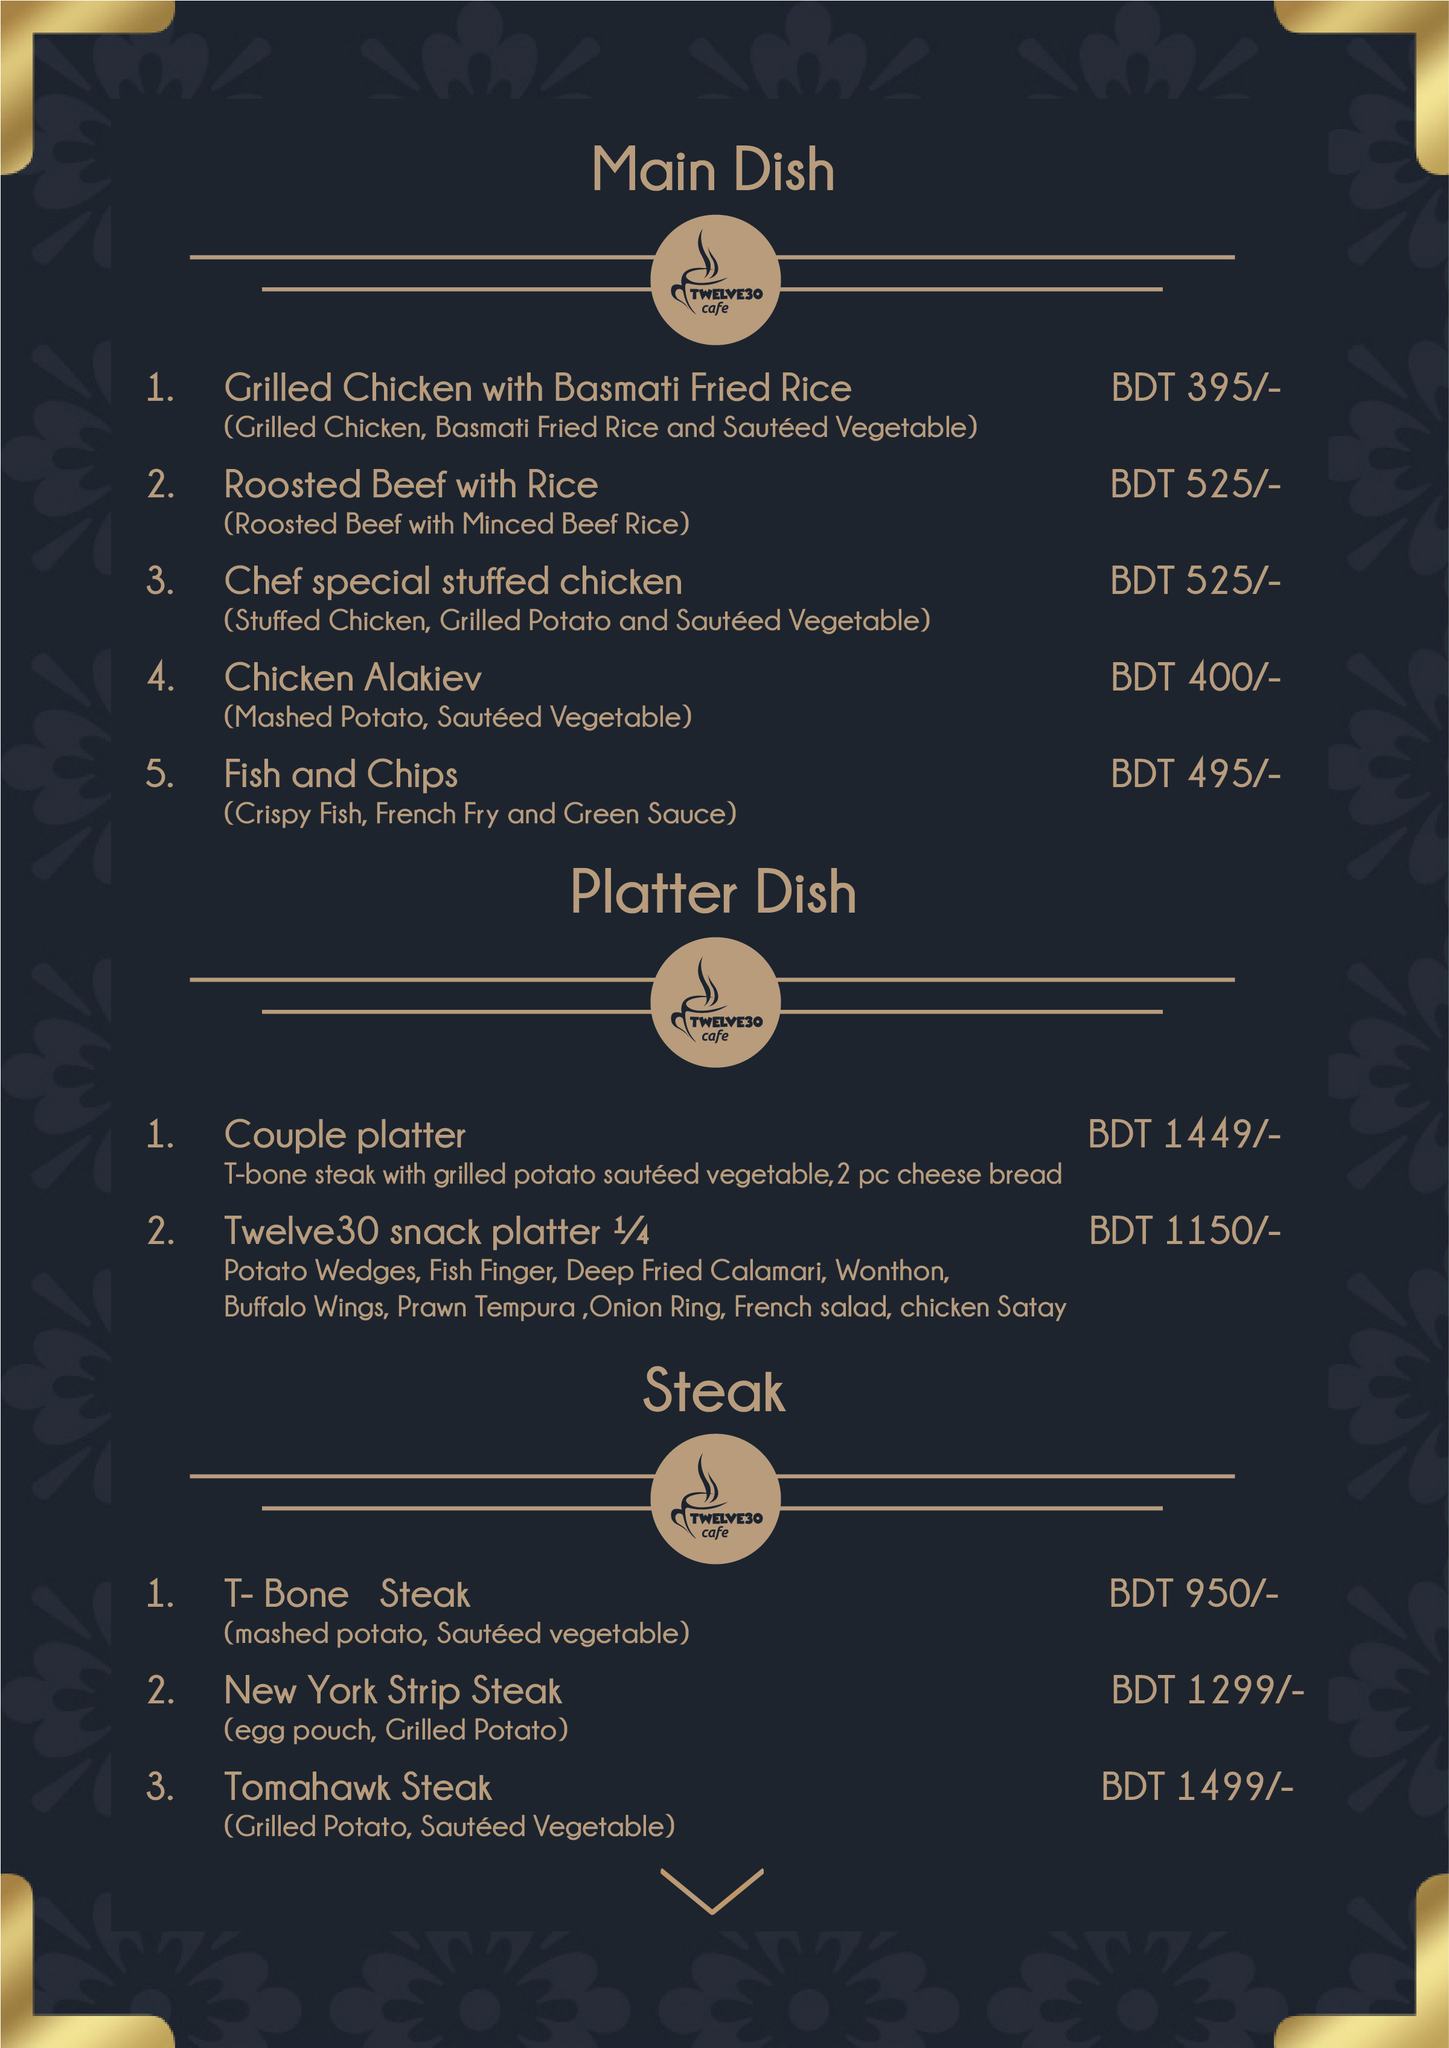 Main Dish
TWELVE30
cafe
1. Grilled Chicken with Basmati Fried Rice BDT 395/-
(Grilled Chicken, Basmati Fried Rice and Sautéed Vegetable)
2. Roosted Beef with Rice BDT 525/-
(Roosted Beef with Minced Beef Rice)
3. Chef special stuffed chicken BDT 525/-
(Stuffed Chicken, Grilled Potato and Sautéed Vegetable)
4. Chicken Alakiev BDT 400/-
(Mashed Potato, Sautéed Vegetable)
5. Fish and Chips BDT 495/-
(Crispy Fish, French Fry and Green Sauce)
Platter Dish
TWELVE30
cafe
1. Couple platter BDT 1449/-
T-bone steak with grilled potato sautéed vegetable,2 pc cheese bread
2. Twelve30 snack platter ¼ BDT 1150/-
Potato Wedges, Fish Finger, Deep Fried Calamari, Wonthon,
Buffalo Wings, Prawn Tempura ,Onion Ring, French salad, chicken Satay
Steak
TWELVE30
cafe
1. T- Bone Steak BDT 950/-
(mashed potato, Sautéed vegetable)
2. New York Strip Steak BDT 1299/-
(egg pouch, Grilled Potato)
3. Tomahawk Steak BDT 1499/-
(Grilled Potato, Sautéed Vegetable)